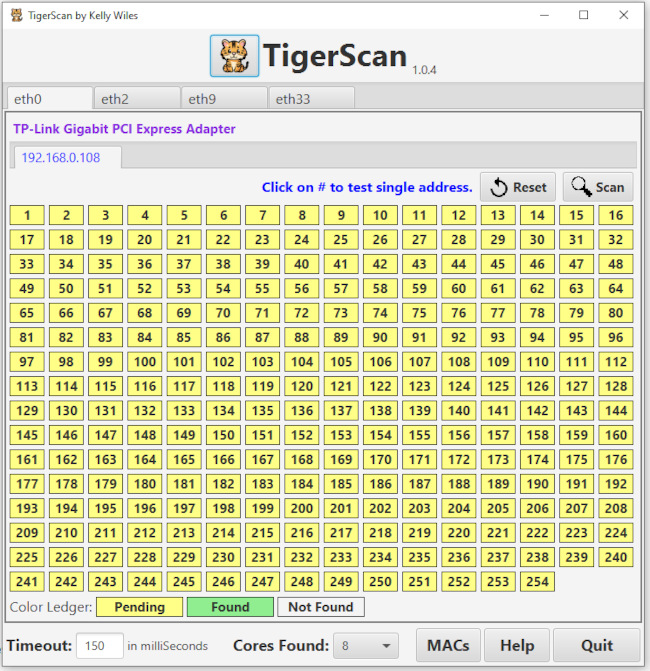 TigerScan by Kelly Wiles
TigerScan 1.0.4
eth0 eth2 eth9 eth33
TP-Link Gigabit PCI Express Adapter
192.168.0.108
Click on # to test single address. Reset Scan
1 2 3 4 5 6 7 8 9 10 11 12 13 14 15 16
17 18 19 20 21 22 23 24 25 26 27 28 29 30 31 32
33 34 35 36 37 38 39 40 41 42 43 44 45 46 47 48
49 50 51 52 53 54 55 56 57 58 59 60 61 62 63 64
65 66 67 68 69 70 71 72 73 74 75 76 77 78 79 80
81 82 83 84 85 86 87 88 89 90 91 92 93 94 95 96
97 98 99 100 101 102 103 104 105 106 107 108 109 110 111 112
113 114 115 116 117 118 119 120 121 122 123 124 125 126 127 128
129 130 131 132 133 134 135 136 137 138 139 140 141 142 143 144
145 146 147 148 149 150 151 152 153 154 155 156 157 158 159 160
161 162 163 164 165 166 167 168 169 170 171 172 173 174 175 176
177 178 179 180 181 182 183 184 185 186 187 188 189 190 191 192
193 194 195 196 197 198 199 200 201 202 203 204 205 206 207 208
209 210 211 212 213 214 215 216 217 218 219 220 221 222 223 224
225 226 227 228 229 230 231 232 233 234 235 236 237 238 239 240
241 242 243 244 245 246 247 248 249 250 251 252 253 254
Color Ledger: Pending Found Not Found
Timeout: 150 in milliSeconds Cores Found: 8 MACs Help Quit